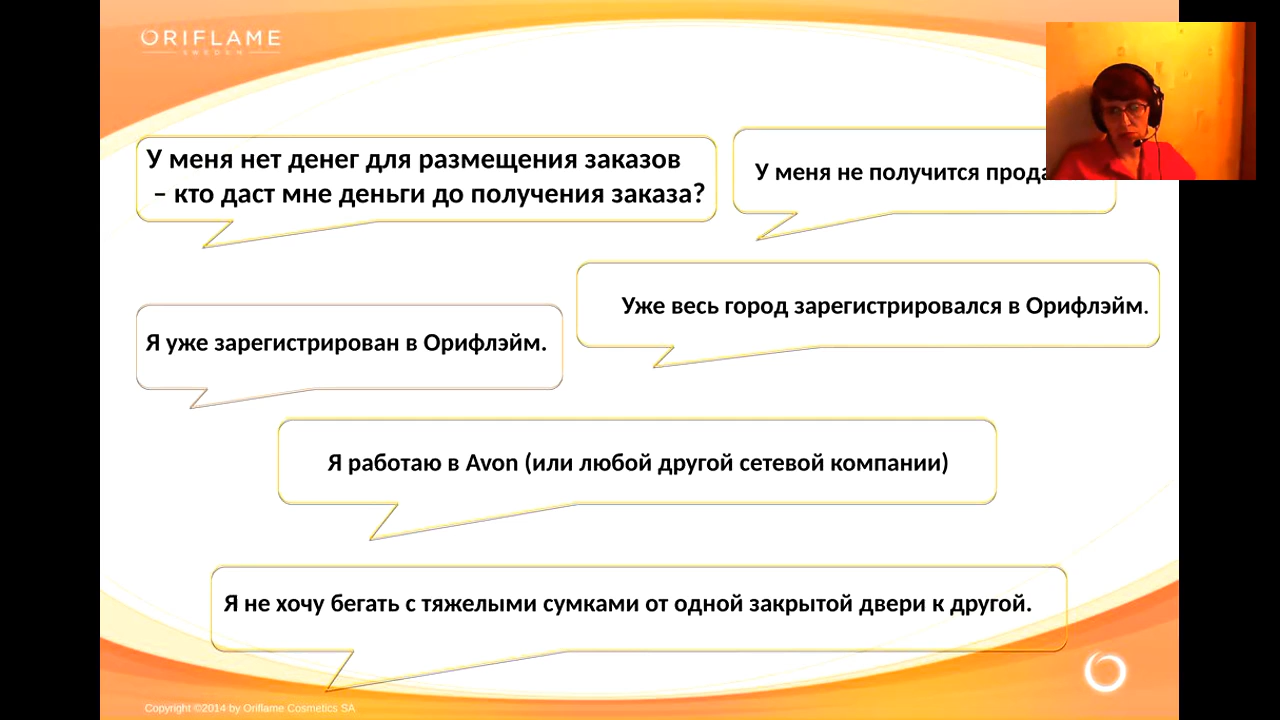 ORIFLAME
SWEDEN
У меня нет денег для размещения заказов
– кто даст мне деньги до получения заказа?
У меня не получится
Уже весь город зарегистрировался в Орифлэйм.
Я уже зарегистрирован в Орифлэйм.
Я работаю в Avon (или любой другой сетевой компании)
Я не хочу бегать с тяжелыми сумками от одной закрытой двери к другой.
Copyright ©2014 by Oriflame Cosmetics SA